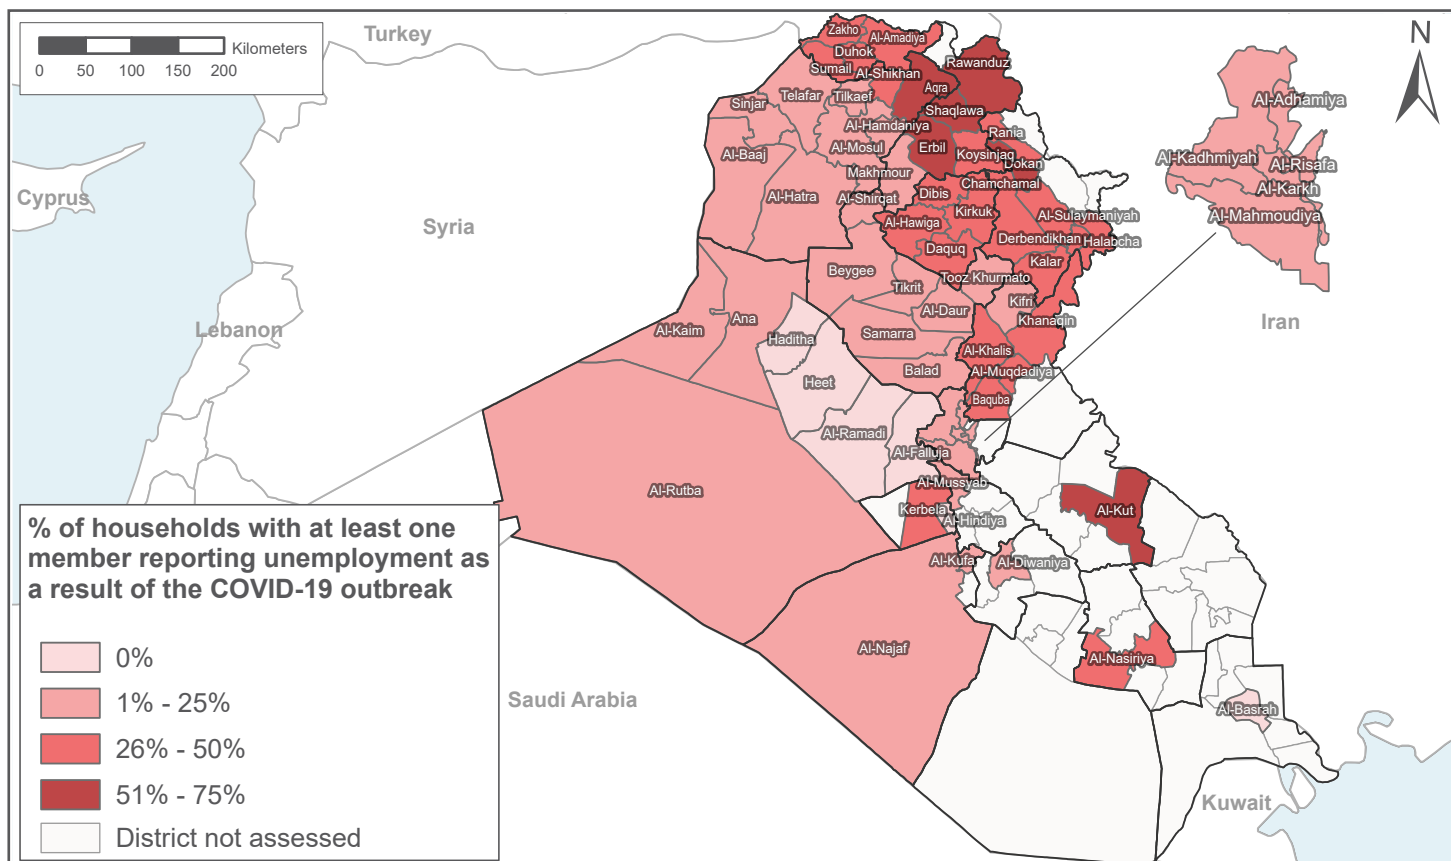 Turkey
Kilometers
0 50 100 150 200
N
Cyprus
Syria
Lebanon
Iran
Saudi Arabia
Kuwait
Zakho
Al-Amadiya
Duhok
Sumail
Al-Shikhan
Rawanduz
Aqra
Sinjar
Telafar
Tilkaef
Shaqlawa
Al-Hamdaniya
Rania
Al-Baaj
Al-Mosul
Erbil
Koysinjaq
Dokan
Makhmour
Al-Hatra
Al-Shirqat
Dibis
Chamchamal
Al-Hawiga
Kirkuk
Al-Sulaymaniyah
Daquq
Derbendikhan
Halabcha
Beygee
Kalar
Tooz Khurmato
Tikrit
Kifri
Al-Daur
Khanaqin
Al-Kaim
Ana
Haditha
Samarra
Al-Khalis
Balad
Al-Muqdadiya
Heet
Baquba
Al-Ramadi
Al-Falluja
Al-Rutba
Al-Mussyab
Kerbela
Al-Hindiya
Al-Kut
Al-Kufa
Al-Diwaniya
Al-Najaf
Al-Nasiriya
Al-Basrah
Al-Adhamiya
Al-Kadhmiyah
Al-Risafa
Al-Karkh
Al-Mahmoudiya
% of households with at least one
member reporting unemployment as
a result of the COVID-19 outbreak
0%
1% - 25%
26% - 50%
51% - 75%
District not assessed